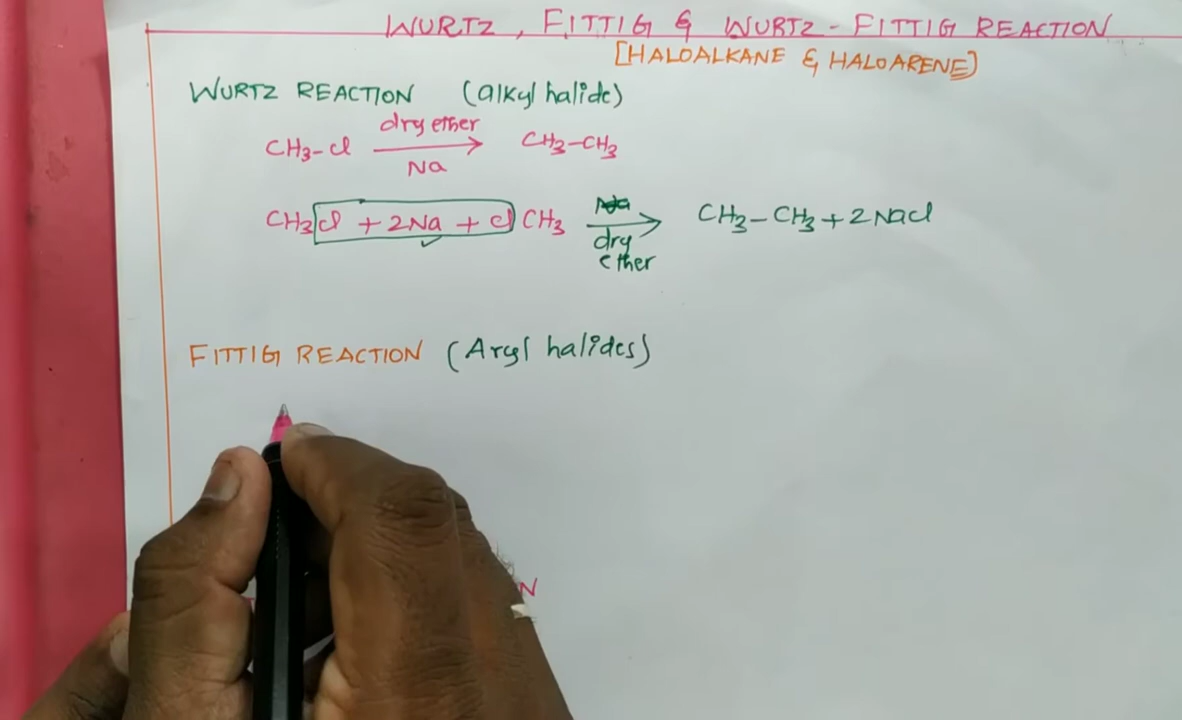 WURTZ, FITTIG & WURTZ-FITTIG REACTION
[HALOALKANE & HALOARENE]
WURTZ REACTION (alkyl halide)
dry ether
CH3-Cl → CH3-CH3
Na
CH3Cl + 2Na + Cl CH3 → CH3-CH3 + 2NaCl
dry
ether
FITTIG REACTION (Aryl halides)
N